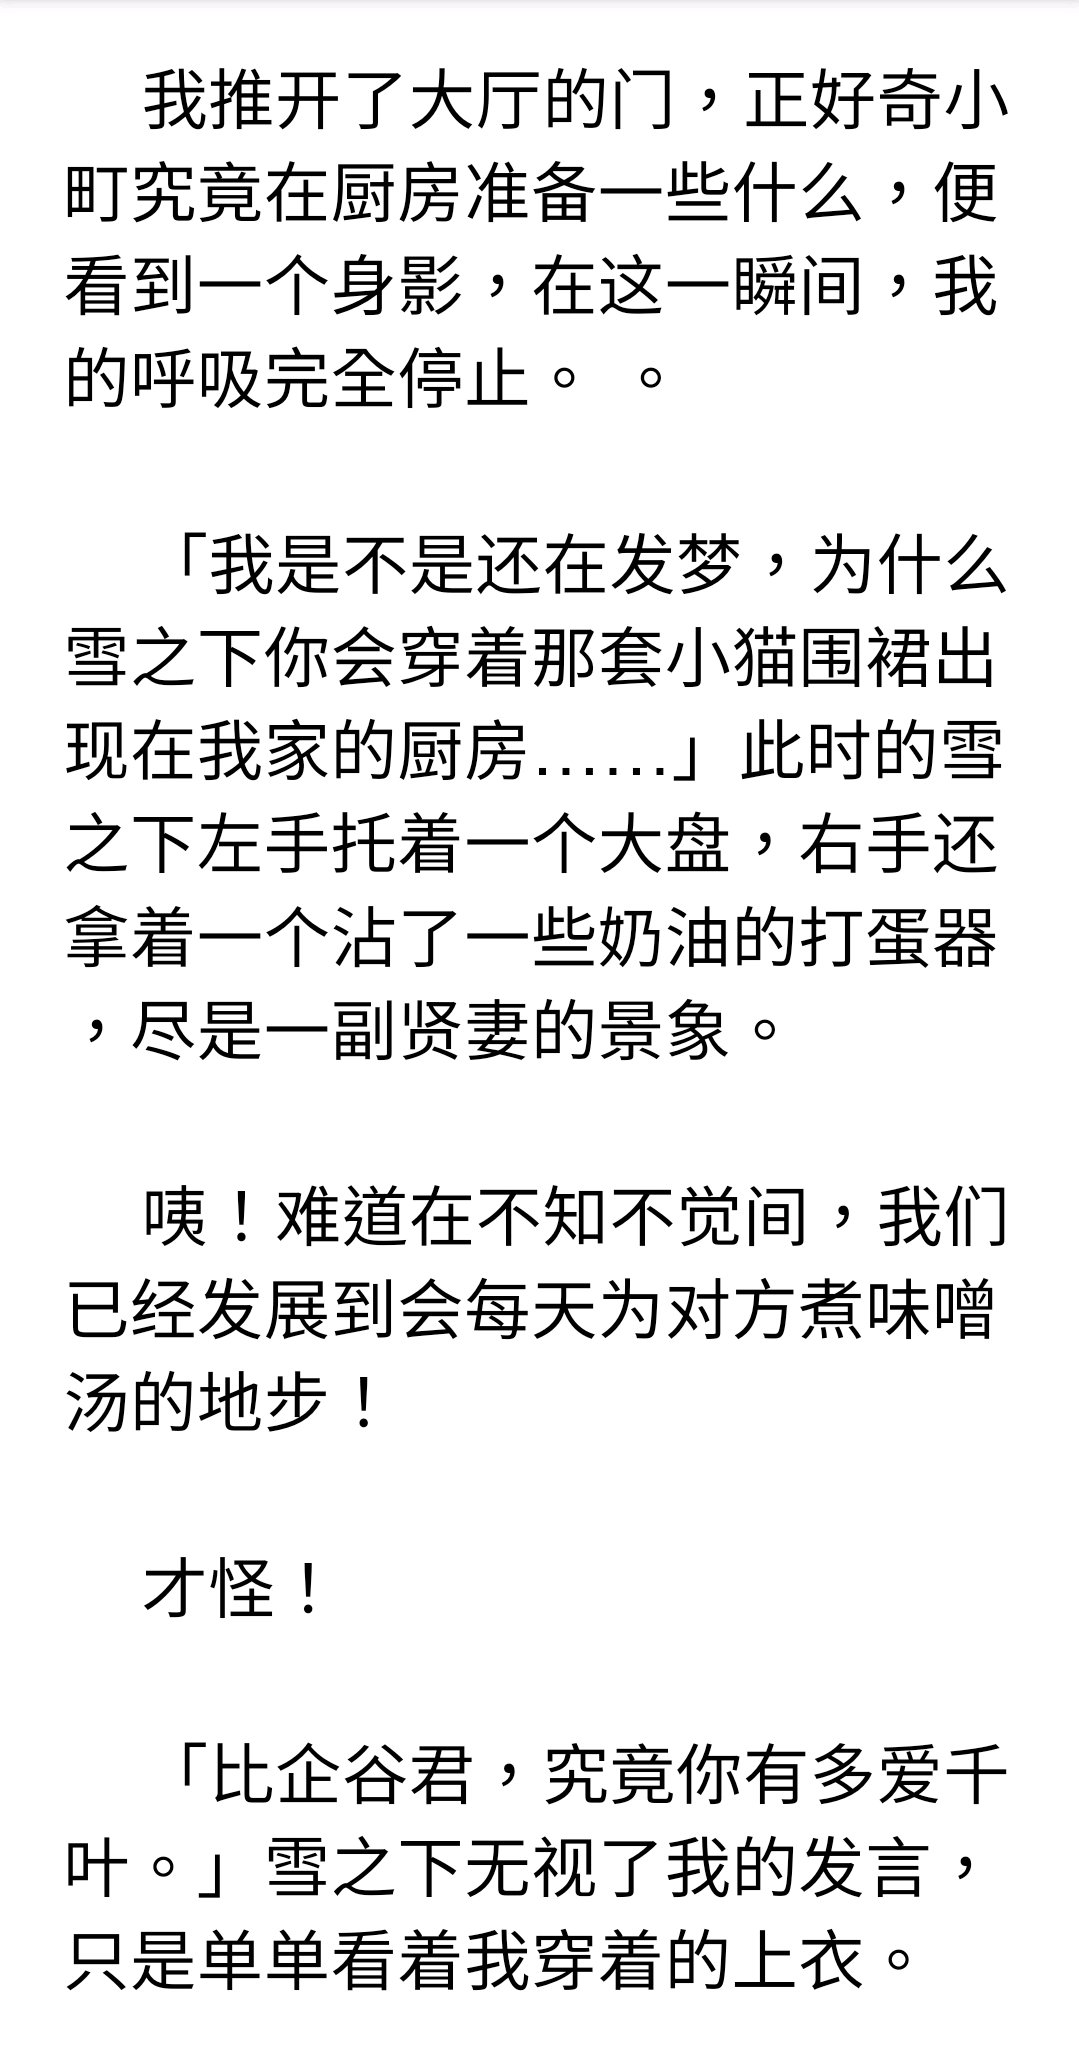 我推开了大厅的门，正好奇小
町究竟在厨房准备一些什么，便
看到一个身影，在这一瞬间，我
的呼吸完全停止。 。
「我是不是还在发梦，为什么
雪之下你会穿着那套小猫围裙出
现在我家的厨房……」此时的雪
之下左手托着一个大盘，右手还
拿着一个沾了一些奶油的打蛋器
，尽是一副贤妻的景象。
咦！难道在不知不觉间，我们
已经发展到会每天为对方煮味噌
汤的地步！
才怪！
「比企谷君，究竟你有多爱千
叶。」雪之下无视了我的发言，
只是单单看着我穿着的上衣。